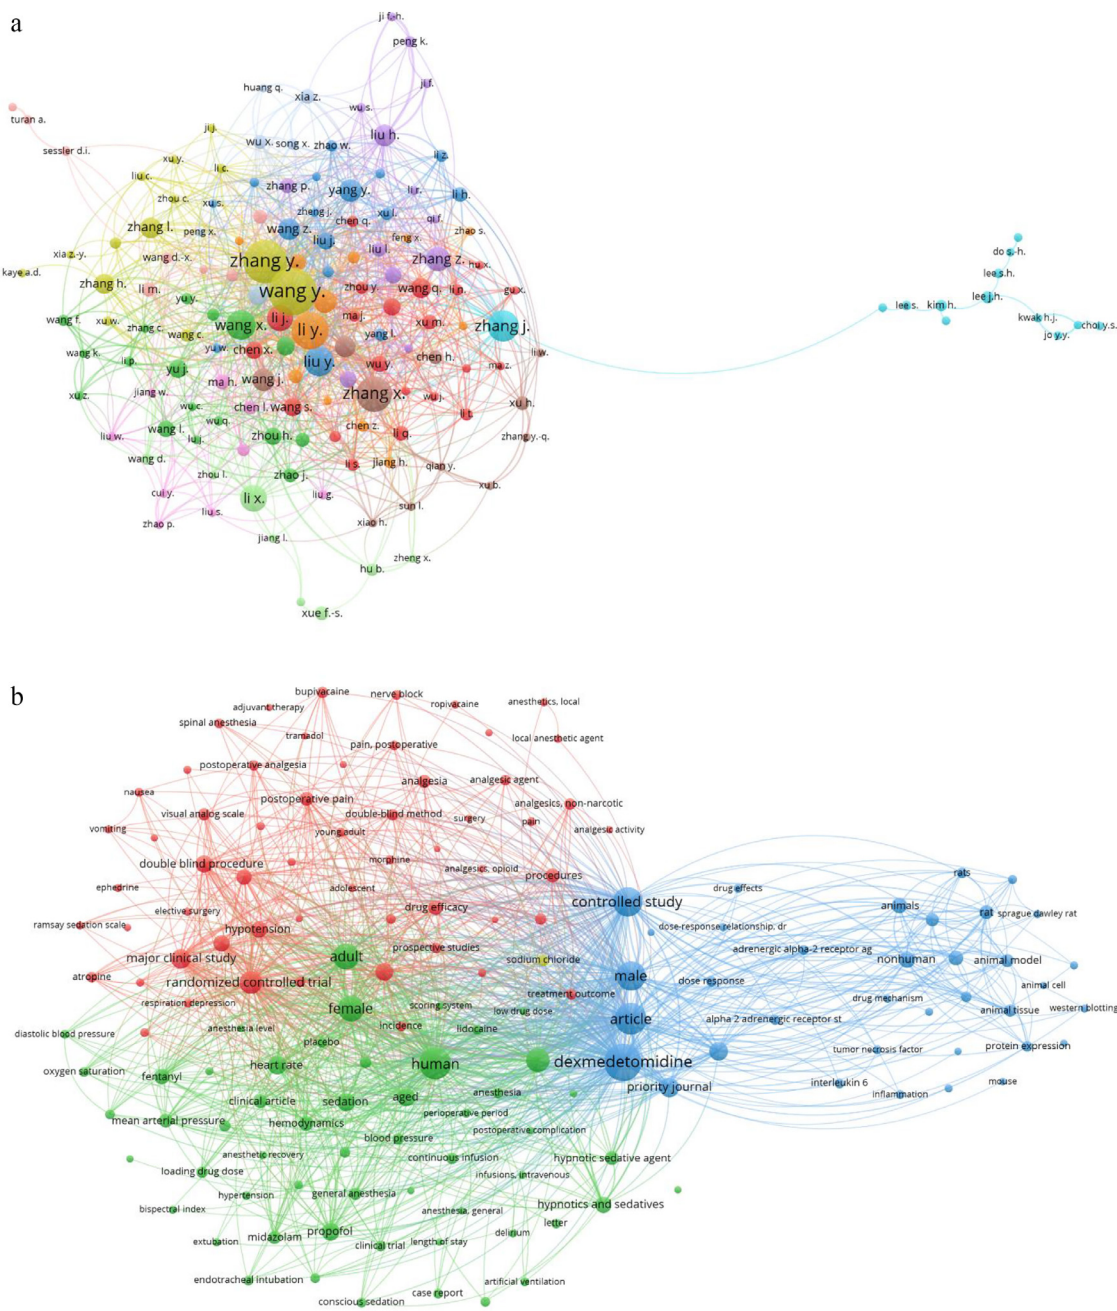 a
ji f.-h.
peng k.
huang q.
xia z.
ji f.
wu s.
turan a.
ji j.
wu x.
song x.
zhao w.
liu h.
sessler d.i.
xu y.
li c.
li z.
liu c.
zhang p.
yang y.
li r.
li h.
zhou c.
xu s.
zheng j.
xu l.
zhang l.
peng x.
wang z.
chen q.
qi f.
liu j.
feng x.
zhao s.
xia z.-y.
wang d.-x.
zhang y.
liu l.
zhang z.
do s.-h.
kaye a.d.
zhang h.
li m.
hu x.
lee s.h.
yu y.
wang y.
zhou y.
wang q.
li n.
gu x.
lee j.h.
wang f.
xu w.
zhang c.
wang c.
wang x.
li j.
li y.
ma j.
xu m.
zhang j.
lee s.
kim h.
kwak h.j.
choi y.s.
jo y.y.
wang k.
li p.
yu w.
chen x.
yang l.
chen h.
li w.
yu j.
liu y.
wu y.
ma z.
xu z.
jiang w.
ma h.
wang j.
zhang x.
wu j.
xu h.
wu c.
chen l.
wang s.
li t.
liu w.
wang l.
lu j.
wu q.
zhou h.
chen z.
li q.
zhang y.-q.
wang d.
zhou l.
zhao j.
li s.
jiang h.
qian y.
cui y.
li x.
liu g.
xu b.
zhao p.
liu s.
xiao h.
sun l.
jiang l.
hu b.
zheng x.
xue f.-s.
b
bupivacaine
nerve block
adjuvant therapy
ropivacaine
anesthetics, local
spinal anesthesia
tramadol
pain, postoperative
local anesthetic agent
postoperative analgesia
analgesia
analgesic agent
nausea
postoperative pain
visual analog scale
double-blind method
surgery
analgesics, non-narcotic
pain
vomiting
young adult
analgesic activity
double blind procedure
morphine
analgesics, opioid
procedures
rats
ephedrine
adolescent
drug effects
elective surgery
drug efficacy
controlled study
animals
rat
sprague dawley rat
ramsay sedation scale
hypotension
dose-response relationship, dr
prospective studies
adrenergic alpha-2 receptor ag
major clinical study
adult
sodium chloride
male
nonhuman
animal model
atropine
randomized controlled trial
dose response
animal cell
treatment outcome
drug mechanism
respiration depression
female
scoring system
low drug dose
animal tissue
western blotting
diastolic blood pressure
anesthesia level
incidence
lidocaine
article
alpha 2 adrenergic receptor st
placebo
tumor necrosis factor
protein expression
oxygen saturation
fentanyl
heart rate
human
dexmedetomidine
priority journal
interleukin 6
mouse
inflammation
clinical article
sedation
aged
anesthesia
perioperative period
mean arterial pressure
hemodynamics
blood pressure
postoperative complication
anesthetic recovery
continuous infusion
hypnotic sedative agent
loading drug dose
infusions, intravenous
hypertension
general anesthesia
hypnotics and sedatives
bispectral index
anesthesia, general
letter
extubation
midazolam
propofol
delirium
clinical trial
length of stay
endotracheal intubation
artificial ventilation
case report
conscious sedation